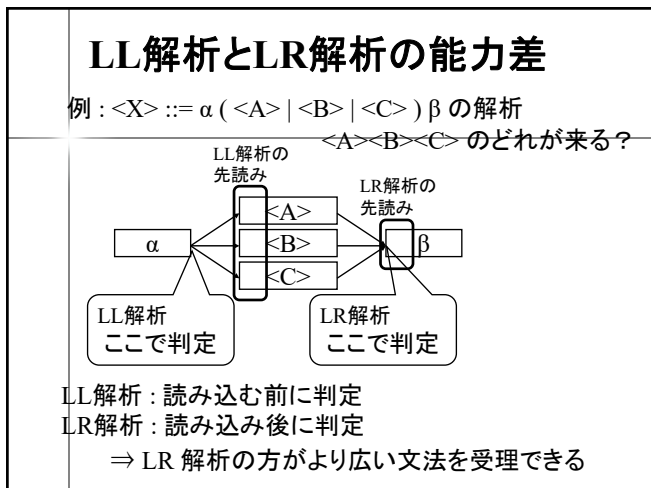 LL解析とLR解析の能力差
例 : <X> ::= α ( <A> | <B> | <C> ) β の解析
<A><B><C> のどれが来る？
LL解析の
先読み
LR解析の
先読み
<A>
α
<B>
β
<C>
LL解析
ここで判定
LR解析
ここで判定
LL解析 : 読み込む前に判定
LR解析 : 読み込み後に判定
⇒ LR 解析の方がより広い文法を受理できる